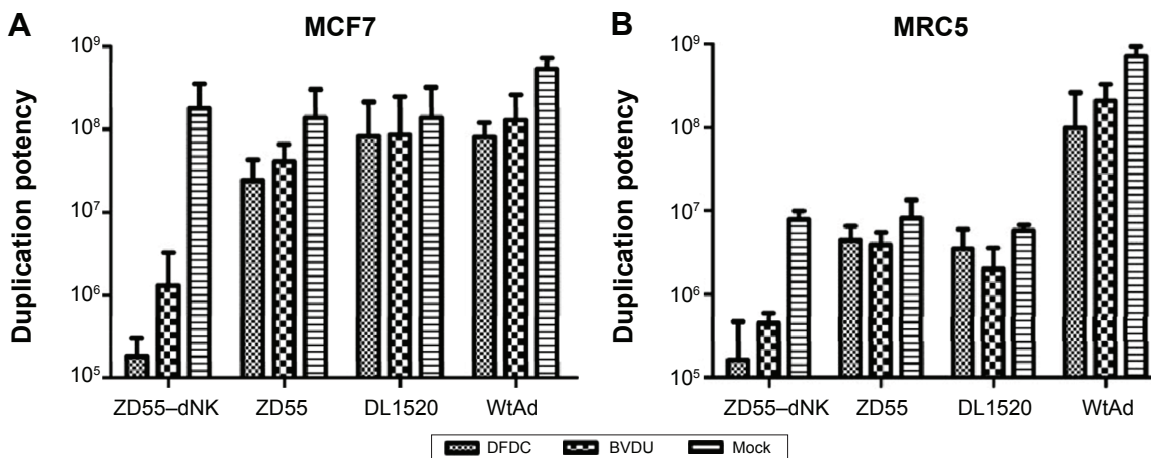 A
MCF7
Duplication potency
10⁹
10⁸
10⁷
10⁶
10⁵
ZD55–dNK ZD55 DL1520 WtAd
B
MRC5
Duplication potency
10⁹
10⁸
10⁷
10⁶
10⁵
ZD55–dNK ZD55 DL1520 WtAd
DFDC BVDU Mock